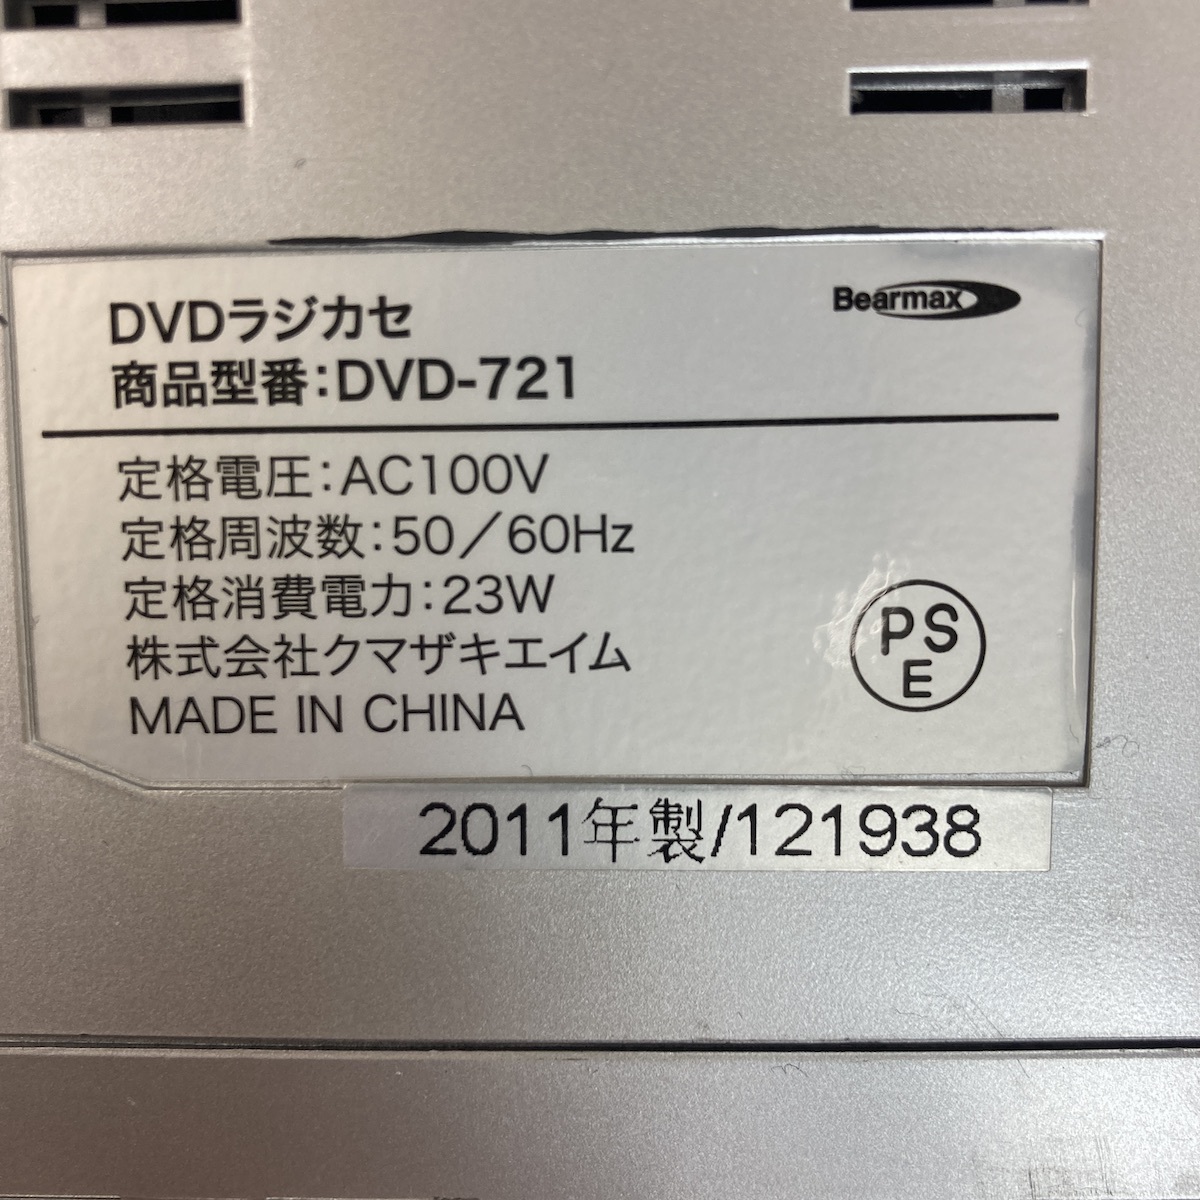 Bearmax
DVDラジカセ
商品型番:DVD-721
定格電圧:AC100V
定格周波数:50/60Hz
定格消費電力:23W
株式会社クマザキエイム
MADE IN CHINA
PS
E
2011年製/121938